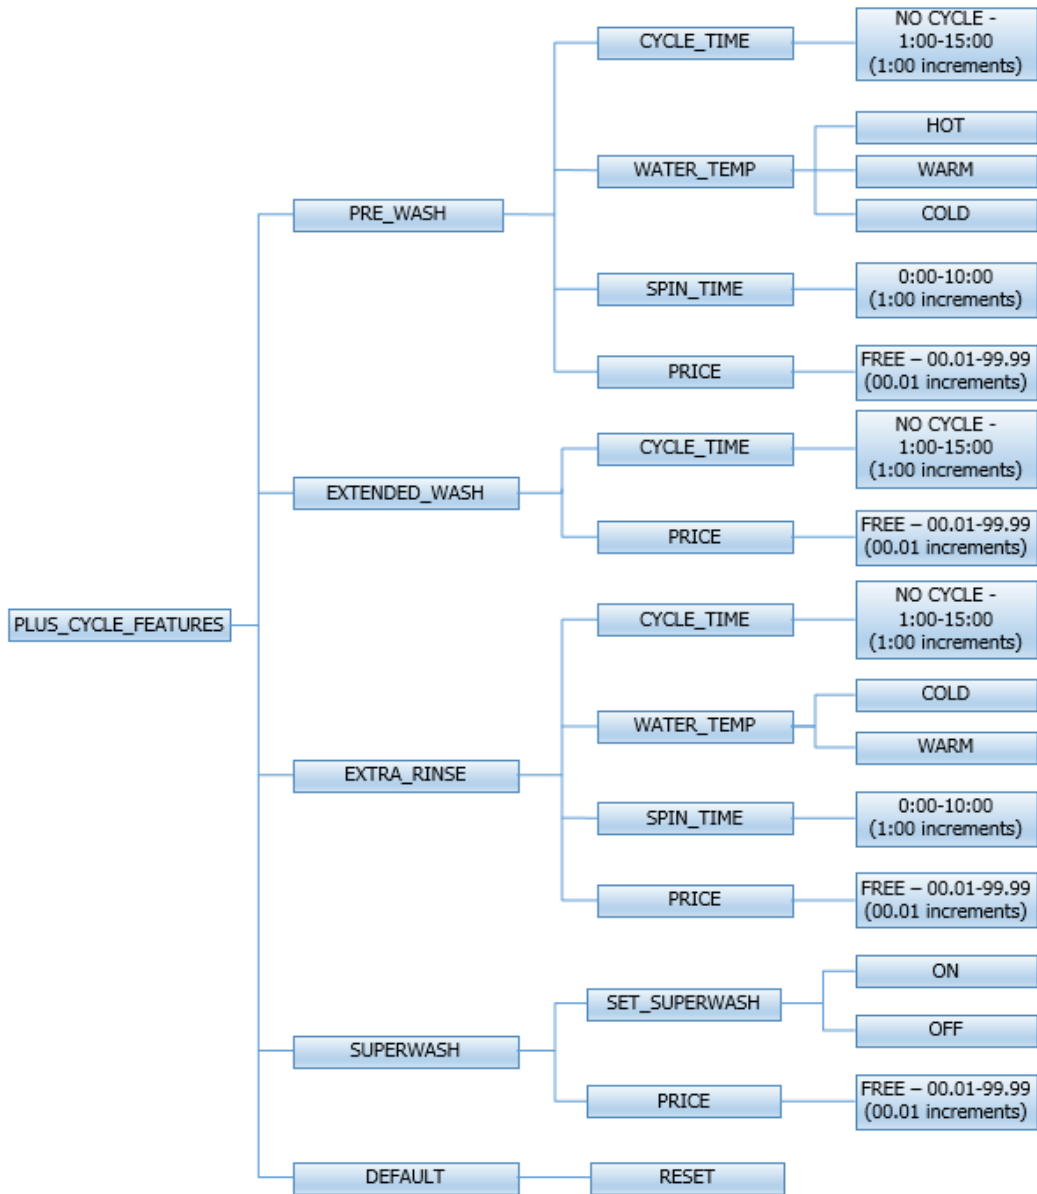 PLUS_CYCLE_FEATURES
PRE_WASH
CYCLE_TIME
NO CYCLE -
1:00-15:00
(1:00 increments)
WATER_TEMP
HOT
WARM
COLD
SPIN_TIME
0:00-10:00
(1:00 increments)
PRICE
FREE – 00.01-99.99
(00.01 increments)
EXTENDED_WASH
CYCLE_TIME
NO CYCLE -
1:00-15:00
(1:00 increments)
PRICE
FREE – 00.01-99.99
(00.01 increments)
EXTRA_RINSE
CYCLE_TIME
NO CYCLE -
1:00-15:00
(1:00 increments)
WATER_TEMP
COLD
WARM
SPIN_TIME
0:00-10:00
(1:00 increments)
PRICE
FREE – 00.01-99.99
(00.01 increments)
SUPERWASH
SET_SUPERWASH
ON
OFF
PRICE
FREE – 00.01-99.99
(00.01 increments)
DEFAULT
RESET